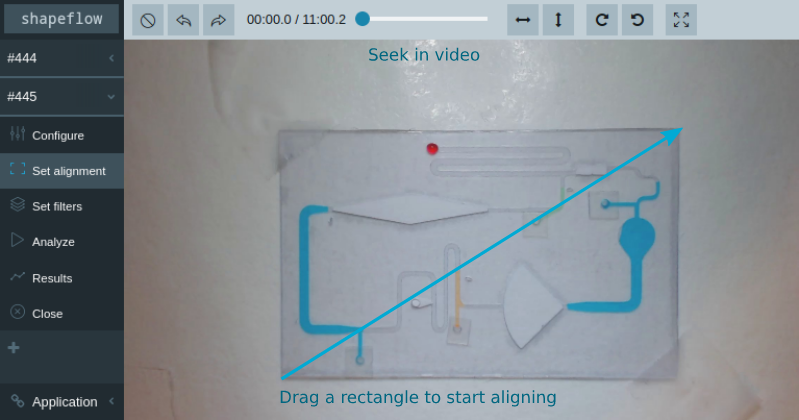 shapeflow
00:00.0 / 11:00.2
Seek in video
#444
#445
Configure
Set alignment
Set filters
Analyze
Results
Close
Application
Drag a rectangle to start aligning